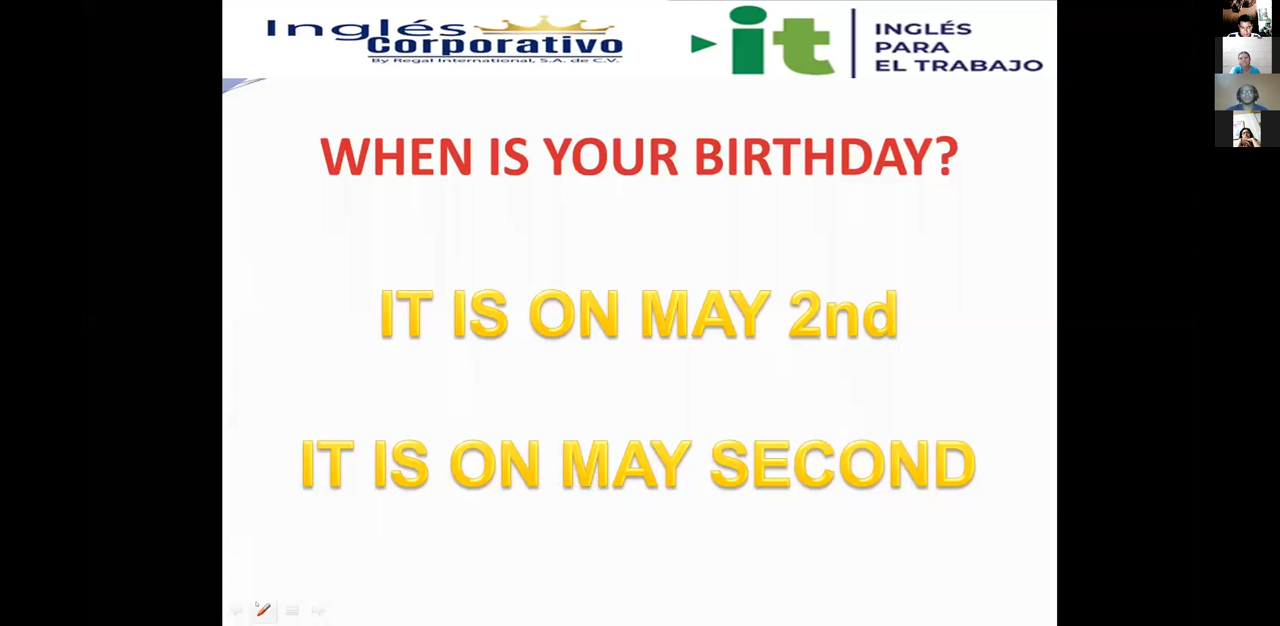 Inglés
Corporativo
By Regal International, S.A. de C.V.
it
INGLÉS
PARA
EL TRABAJO
WHEN IS YOUR BIRTHDAY?
IT IS ON MAY 2nd
IT IS ON MAY SECOND